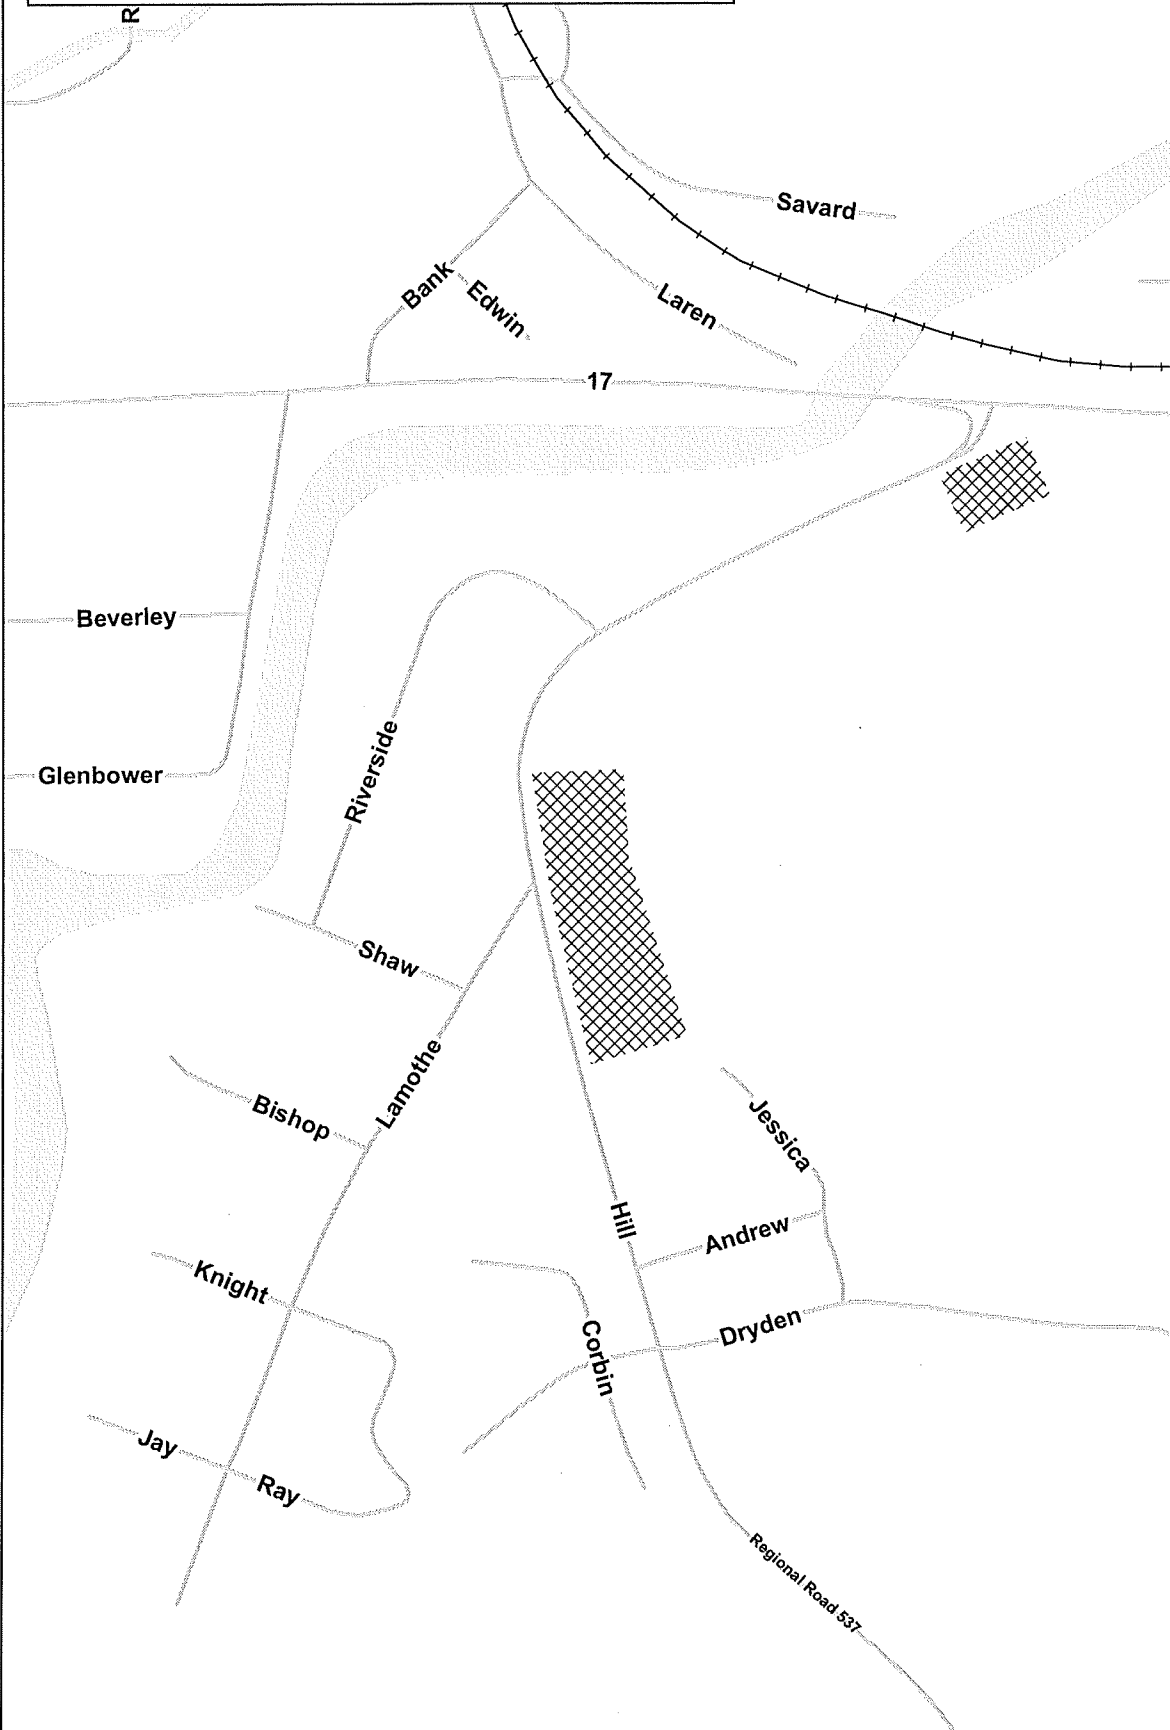 R
Savard
Bank
Edwin
Laren
17
Beverley
Riverside
Glenbower
Shaw
Lamothe
Bishop
Jessica
Hill
Andrew
Knight
Dryden
Corbin
Jay
Ray
Regional Road 537